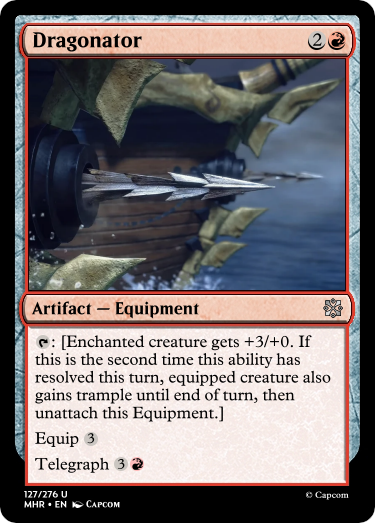 Dragonator 2
Artifact — Equipment
: [Enchanted creature gets +3/+0. If
this is the second time this ability has
resolved this turn, equipped creature also
gains trample until end of turn, then
unattach this Equipment.]
Equip 3
Telegraph 3
127/276 U
MHR • EN Capcom
© Capcom